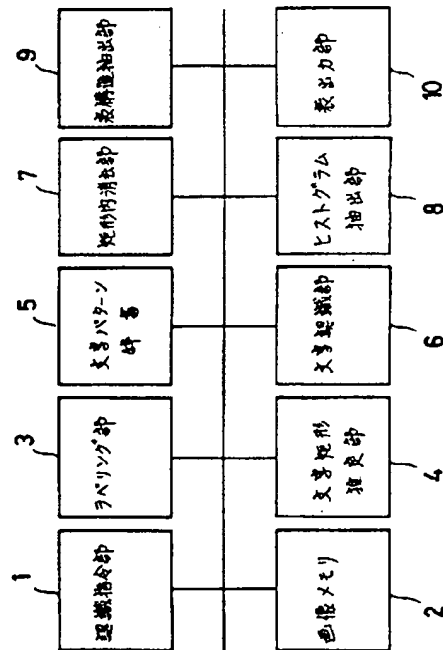 1
認識指令部
3
ラベリング部
5
文字パターン
辞書
7
矩形内消去部
9
表構造抽出部
画像メモリ
2
文字矩形
推定部
4
文字認識部
6
ヒストグラム
抽出部
8
表出力部
10